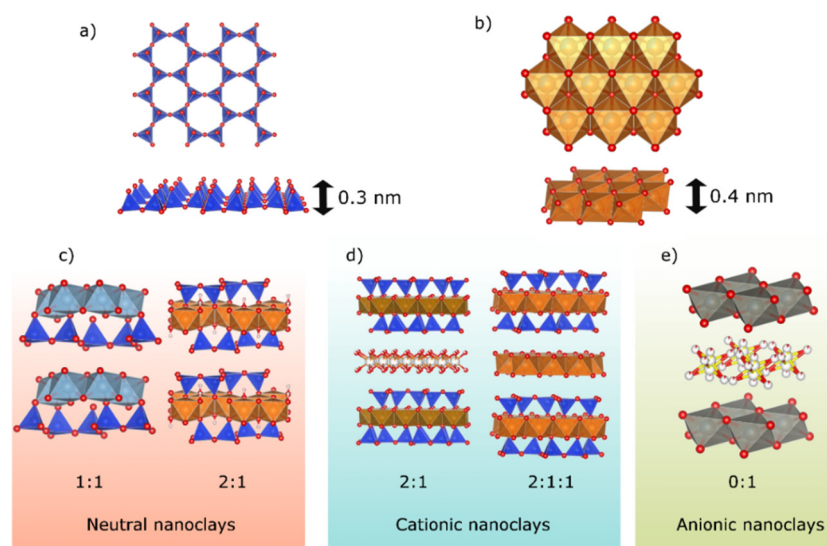 a)
b)
0.3 nm
0.4 nm
c)
d)
e)
1:1
2:1
2:1
2:1:1
0:1
Neutral nanoclays
Cationic nanoclays
Anionic nanoclays